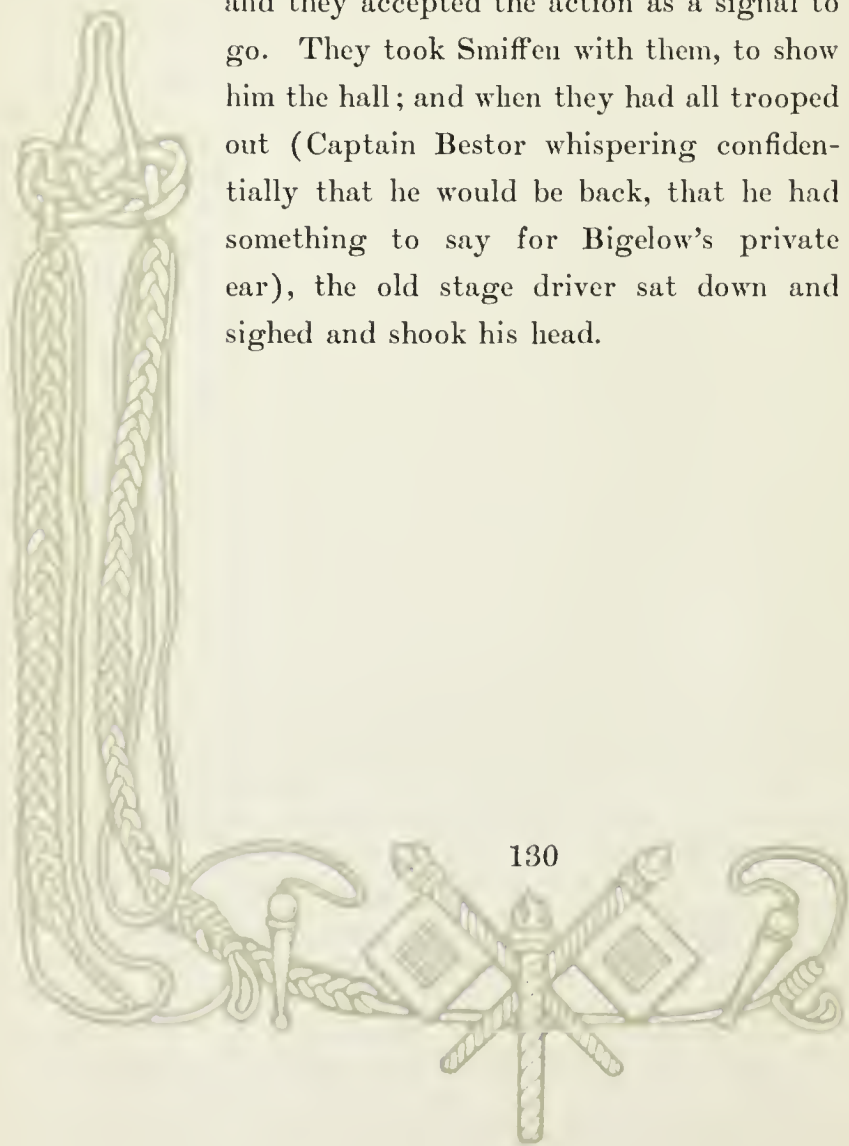 and they accepted the action as a signal to
go. They took Smiffen with them, to show
him the hall; and when they had all trooped
out (Captain Bestor whispering confiden-
tially that he would be back, that he had
something to say for Bigelow's private
ear), the old stage driver sat down and
sighed and shook his head.
130